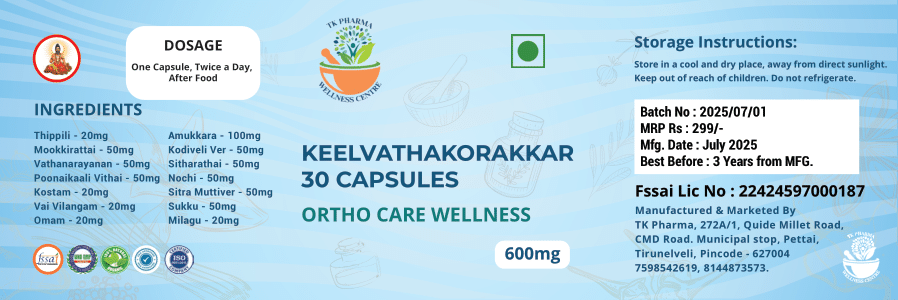 DOSAGE
One Capsule, Twice a Day,
After Food
INGREDIENTS
Thippili - 20mg
Mookkirattai - 50mg
Vathanarayanan - 50mg
Poonaikaali Vithai - 50mg
Kostam - 20mg
Vai Vilangam - 20mg
Omam - 20mg
Amukkara - 100mg
Kodiveli Ver - 50mg
Sitharathai - 50mg
Nochi - 50mg
Sitra Muttiver - 50mg
Sukku - 50mg
Milagu - 20mg
fssai
TK PHARMA
WELLNESS CENTRE
KEELVATHAKORAKKAR
30 CAPSULES
ORTHO CARE WELLNESS
600mg
Storage Instructions:
Store in a cool and dry place, away from direct sunlight.
Keep out of reach of children. Do not refrigerate.
Batch No : 2025/07/01
MRP Rs : 299/-
Mfg. Date : July 2025
Best Before : 3 Years from MFG.
Fssai Lic No : 22424597000187
Manufactured & Marketed By
TK Pharma, 272A/1, Quide Millet Road,
CMD Road. Municipal stop, Pettai,
Tirunelveli, Pincode - 627004
7598542619, 8144873573.
TK PHARMA
WELLNESS CENTRE